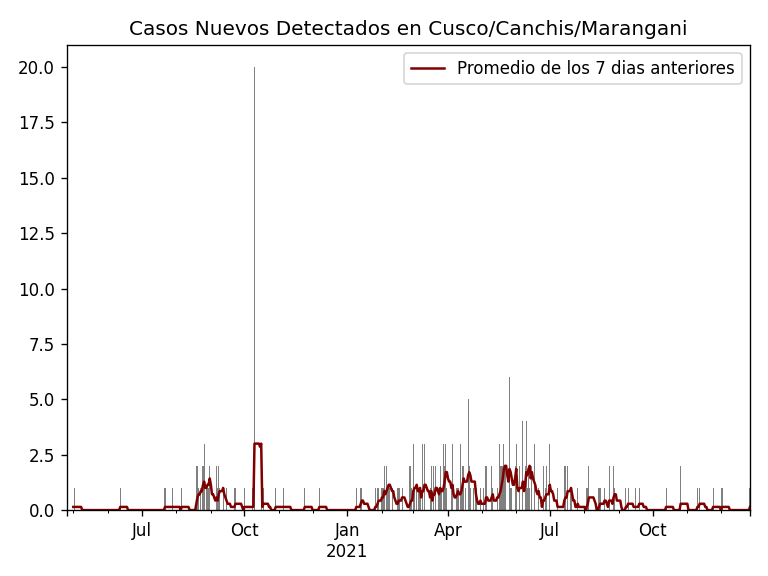 Casos Nuevos Detectados en Cusco/Canchis/Marangani
Promedio de los 7 dias anteriores
20.0
17.5
15.0
12.5
10.0
7.5
5.0
2.5
0.0
Jul
Oct
Jan
2021
Apr
Jul
Oct